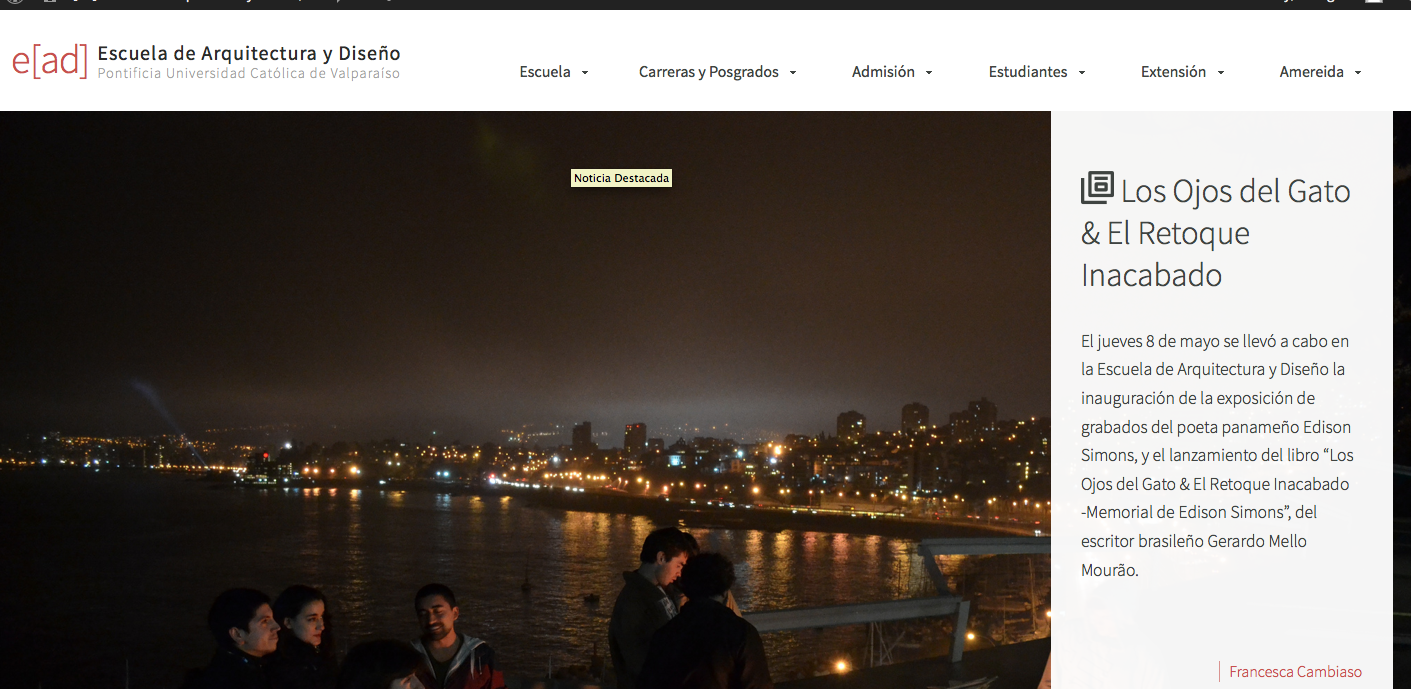 e[ad] Escuela de Arquitectura y Diseño
Pontificia Universidad Católica de Valparaíso
Escuela
Carreras y Posgrados
Admisión
Estudiantes
Extensión
Amereida
Noticia Destacada
Los Ojos del Gato
& El Retoque
Inacabado
El jueves 8 de mayo se llevó a cabo en
la Escuela de Arquitectura y Diseño la
inauguración de la exposición de
grabados del poeta panameño Edison
Simons, y el lanzamiento del libro “Los
Ojos del Gato & El Retoque Inacabado
-Memorial de Edison Simons”, del
escritor brasileño Gerardo Mello
Mourão.
Francesca Cambiaso